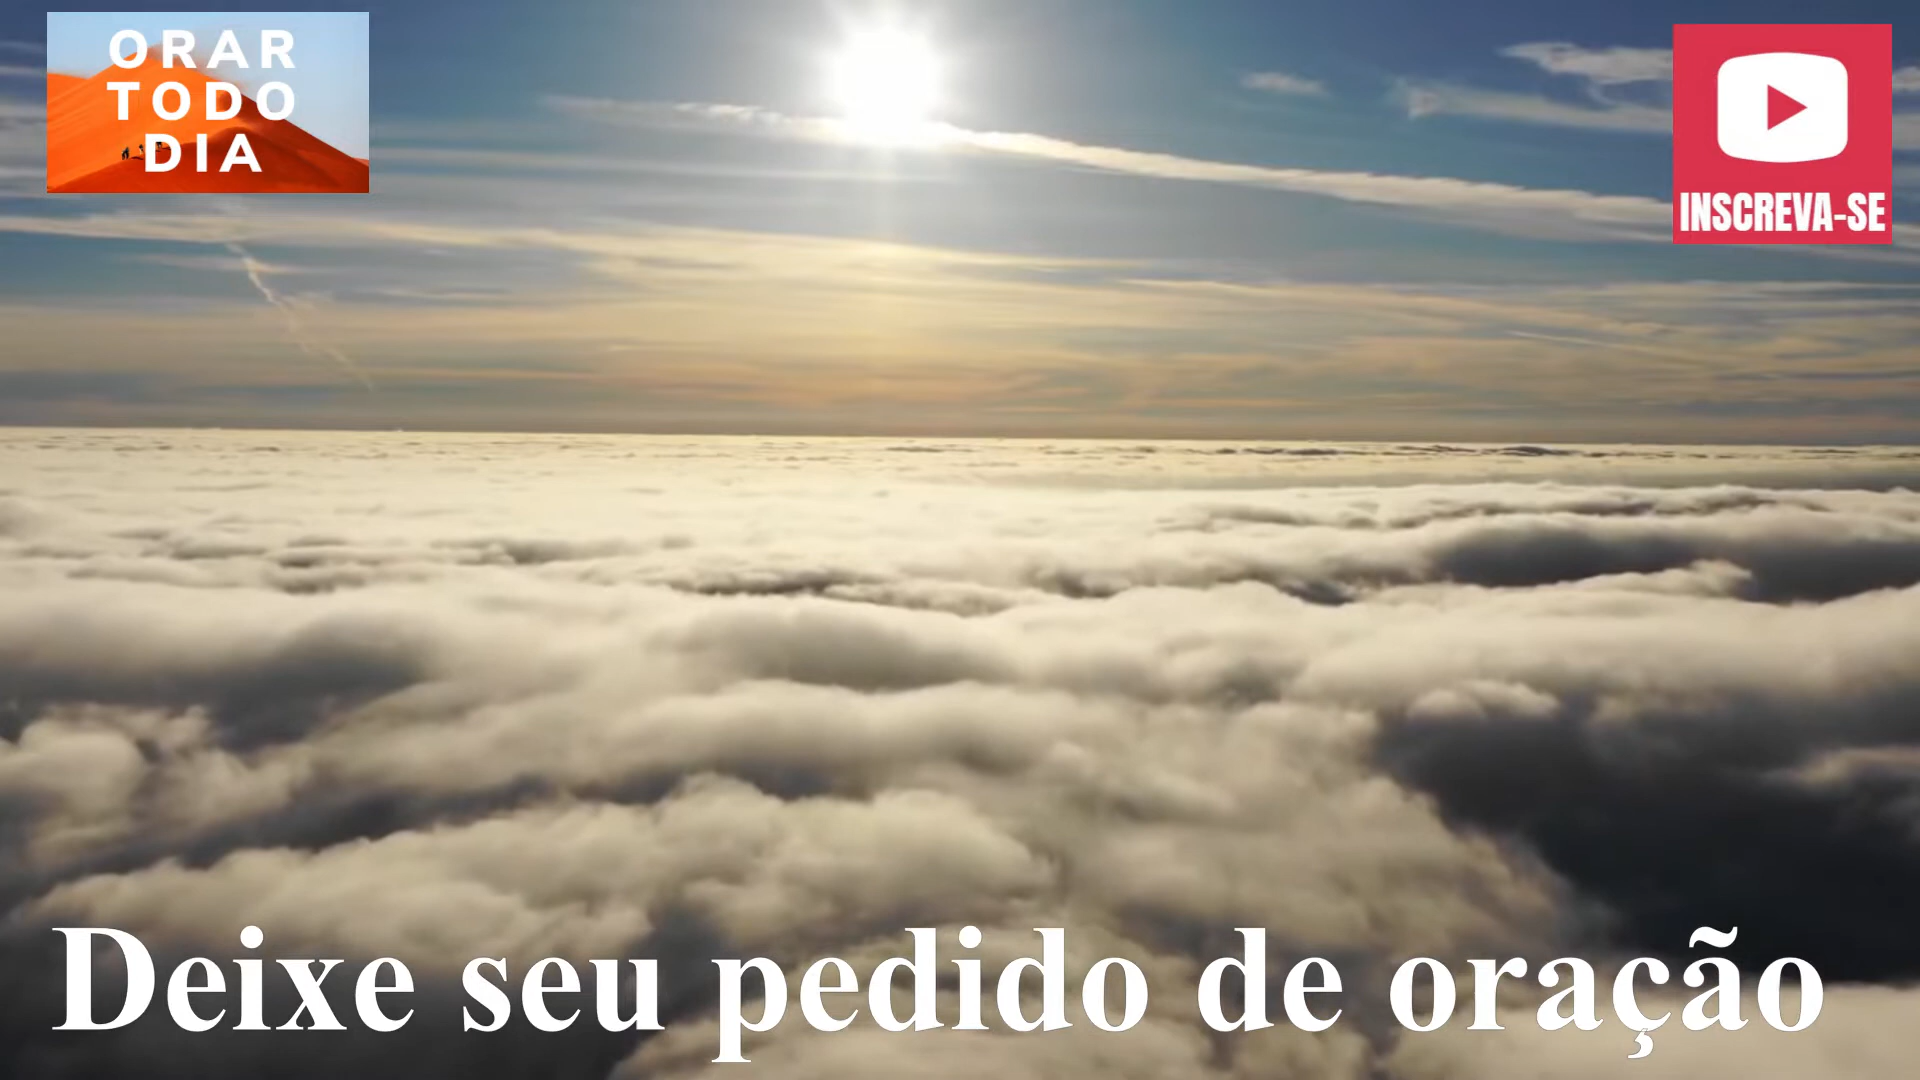 ORAR
TODO
DIA
INSCREVA-SE
Deixe seu pedido de oração